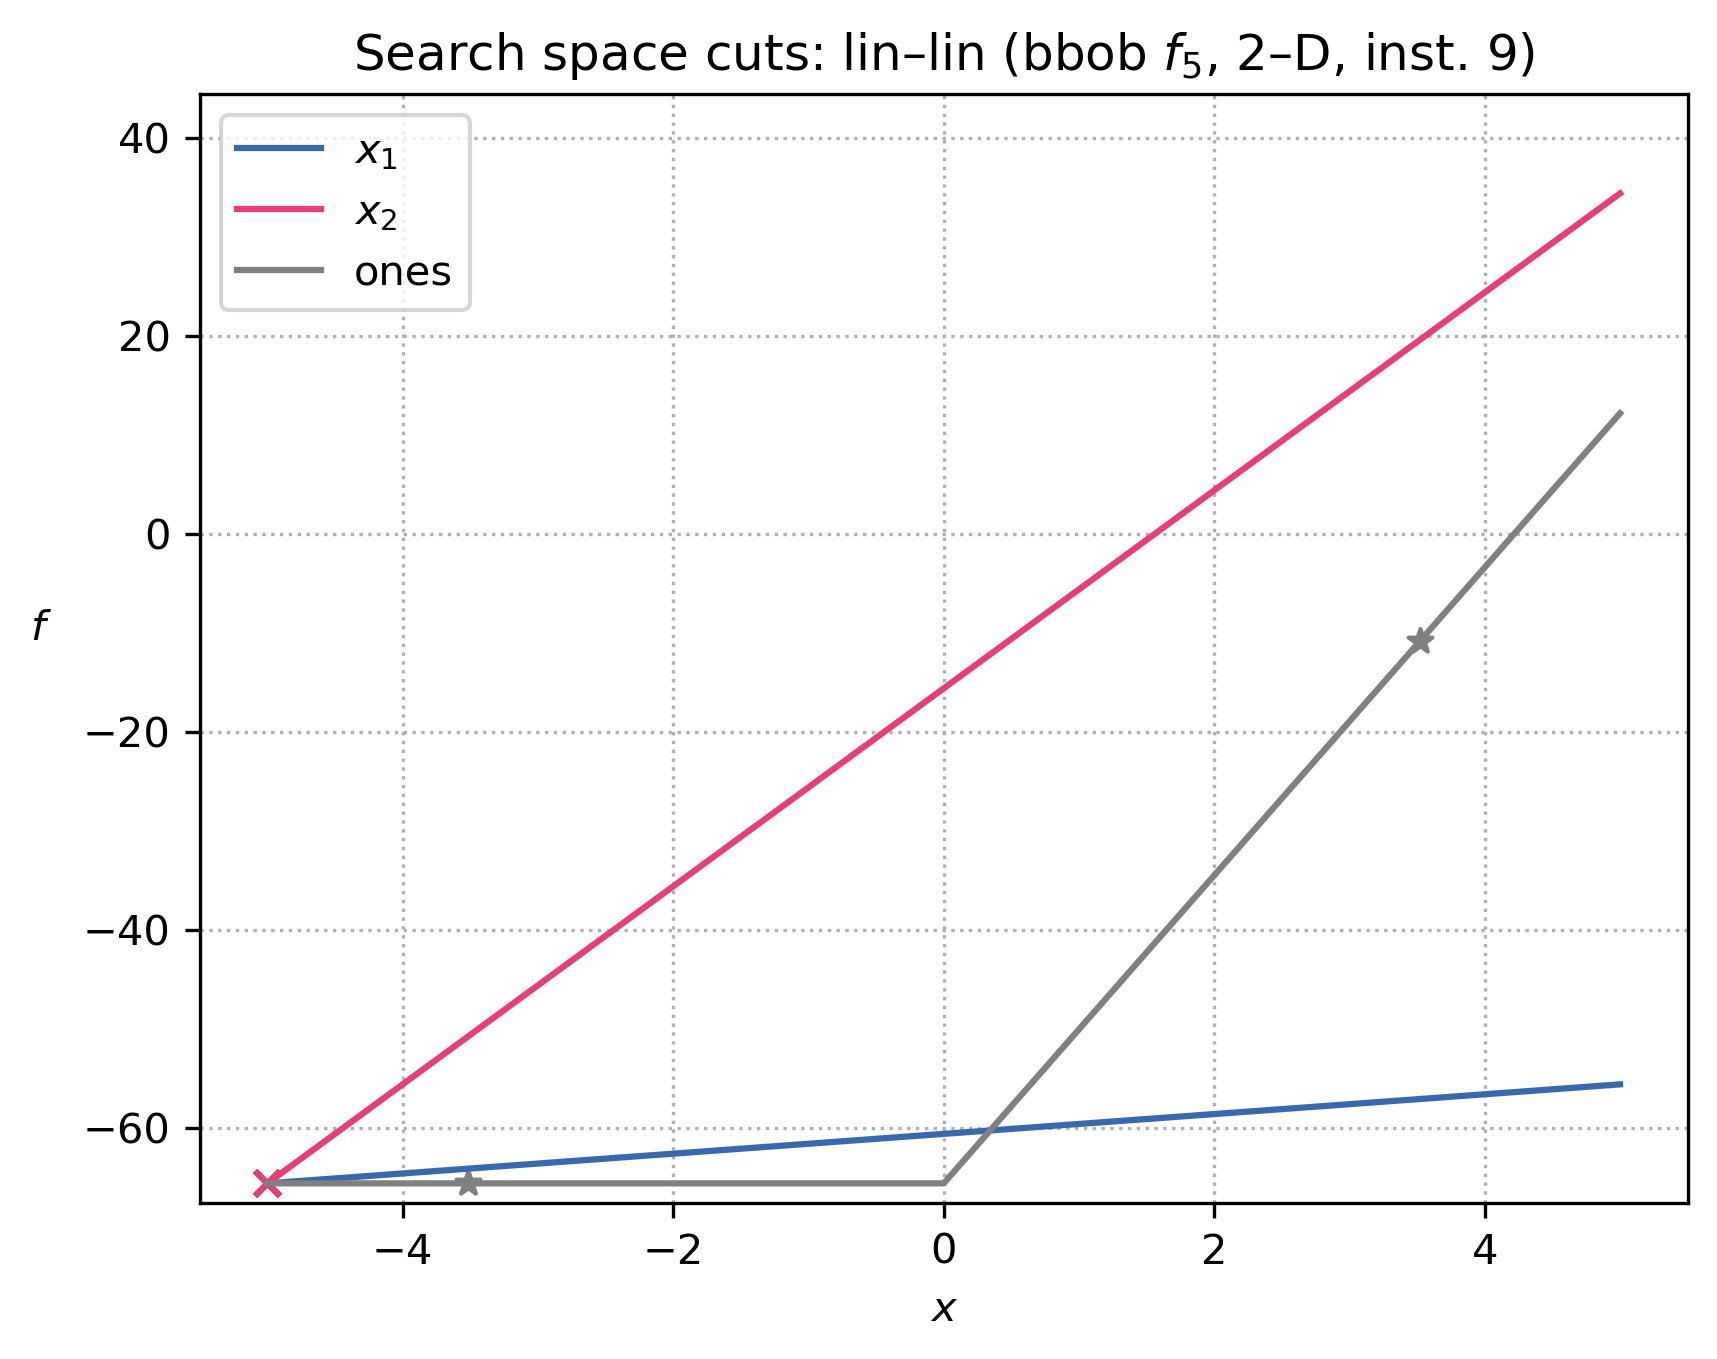 Search space cuts: lin–lin (bbob f₅, 2–D, inst. 9)
x₁
x₂
ones
40
20
0
−20
−40
−60
f
−4
−2
0
2
4
x